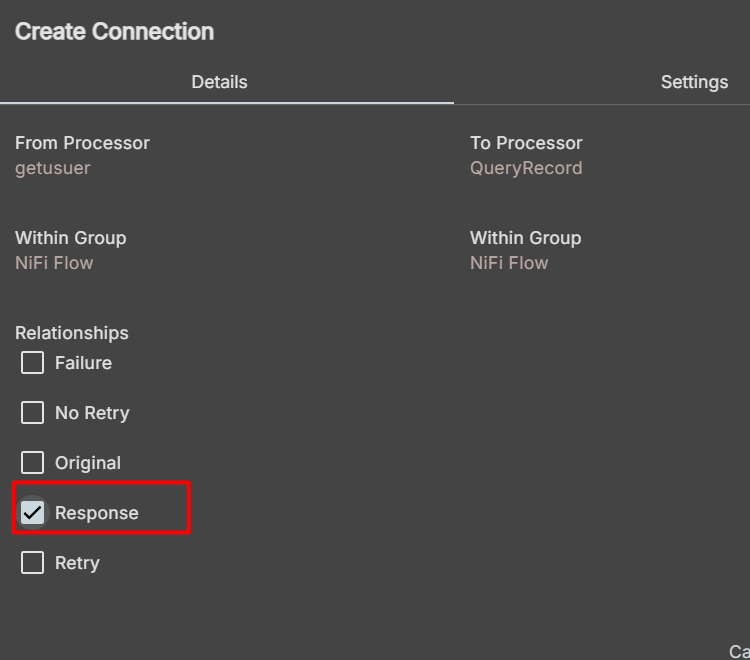 Create Connection
Details
Settings
From Processor
getusuer
To Processor
QueryRecord
Within Group
NiFi Flow
Within Group
NiFi Flow
Relationships
Failure
No Retry
Original
Response
Retry
Ca